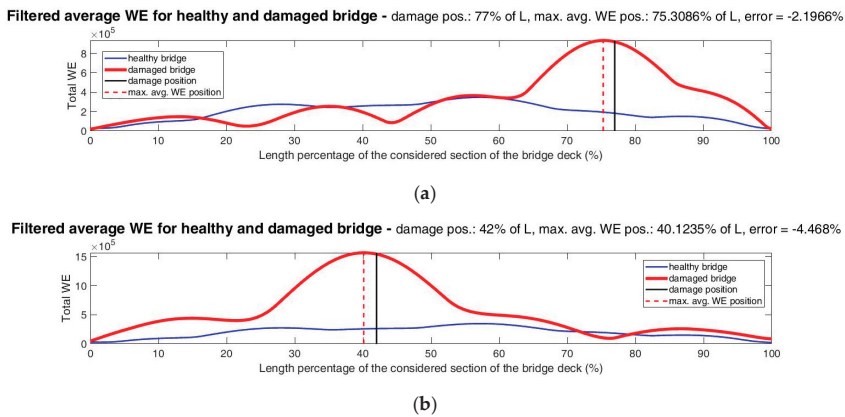 Filtered average WE for healthy and damaged bridge - damage pos.: 77% of L, max. avg. WE pos.: 75.3086% of L, error = -2.1966%
×10⁵
8
6
4
2
0
Total WE
healthy bridge
damaged bridge
damage position
max. avg. WE position
0 10 20 30 40 50 60 70 80 90 100
Length percentage of the considered section of the bridge deck (%)
(a)
Filtered average WE for healthy and damaged bridge - damage pos.: 42% of L, max. avg. WE pos.: 40.1235% of L, error = -4.468%
×10⁵
15
10
5
0
Total WE
healthy bridge
damaged bridge
damage position
max. avg. WE position
0 10 20 30 40 50 60 70 80 90 100
Length percentage of the considered section of the bridge deck (%)
(b)